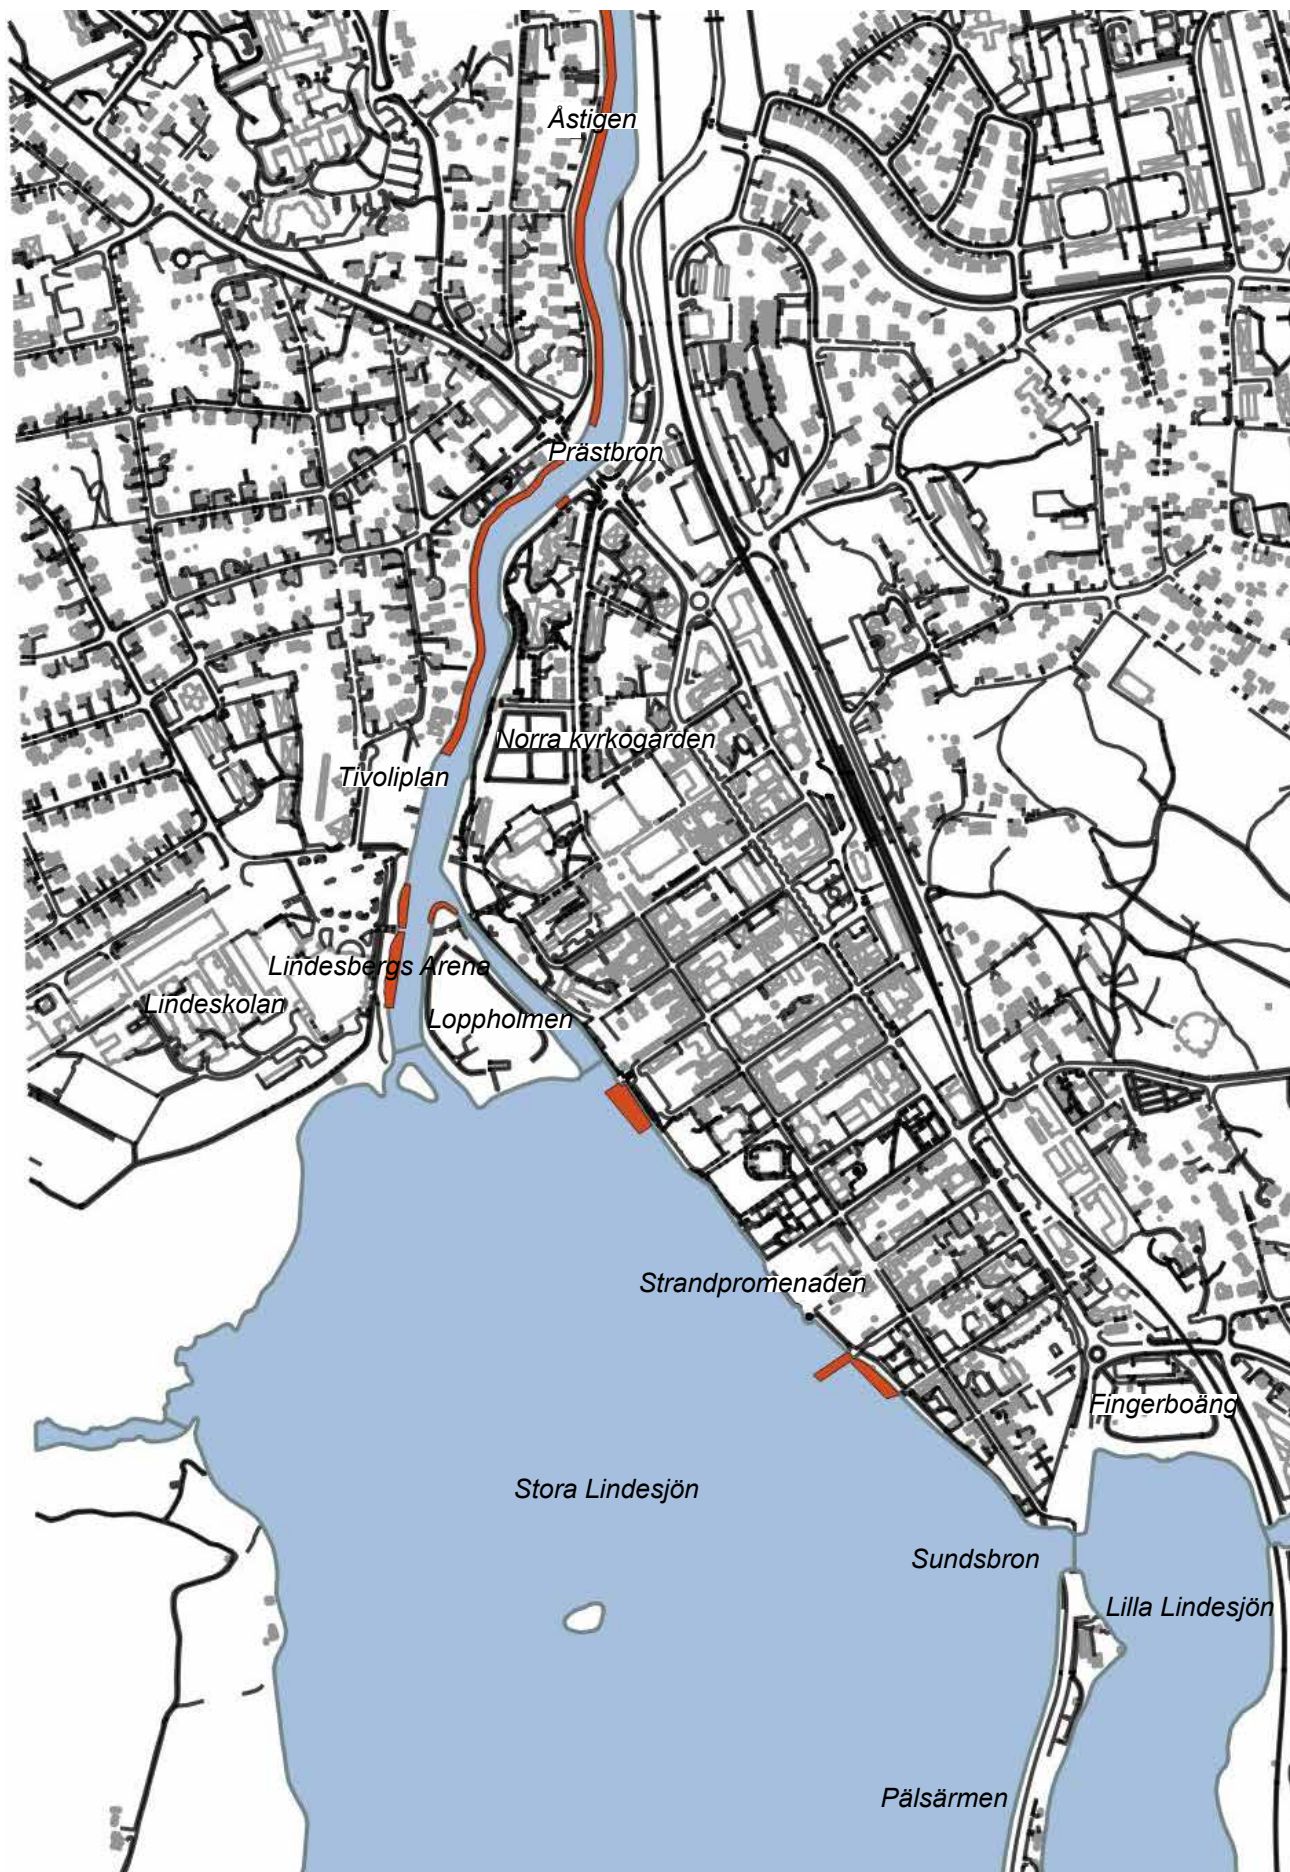 Åstigen
Prästbron
Norra kyrkogården
Tivoliplan
Lindesbergs Arena
Lindeskolan
Loppholmen
Strandpromenaden
Fingerboäng
Stora Lindesjön
Sundsbron
Lilla Lindesjön
Pälsärmen